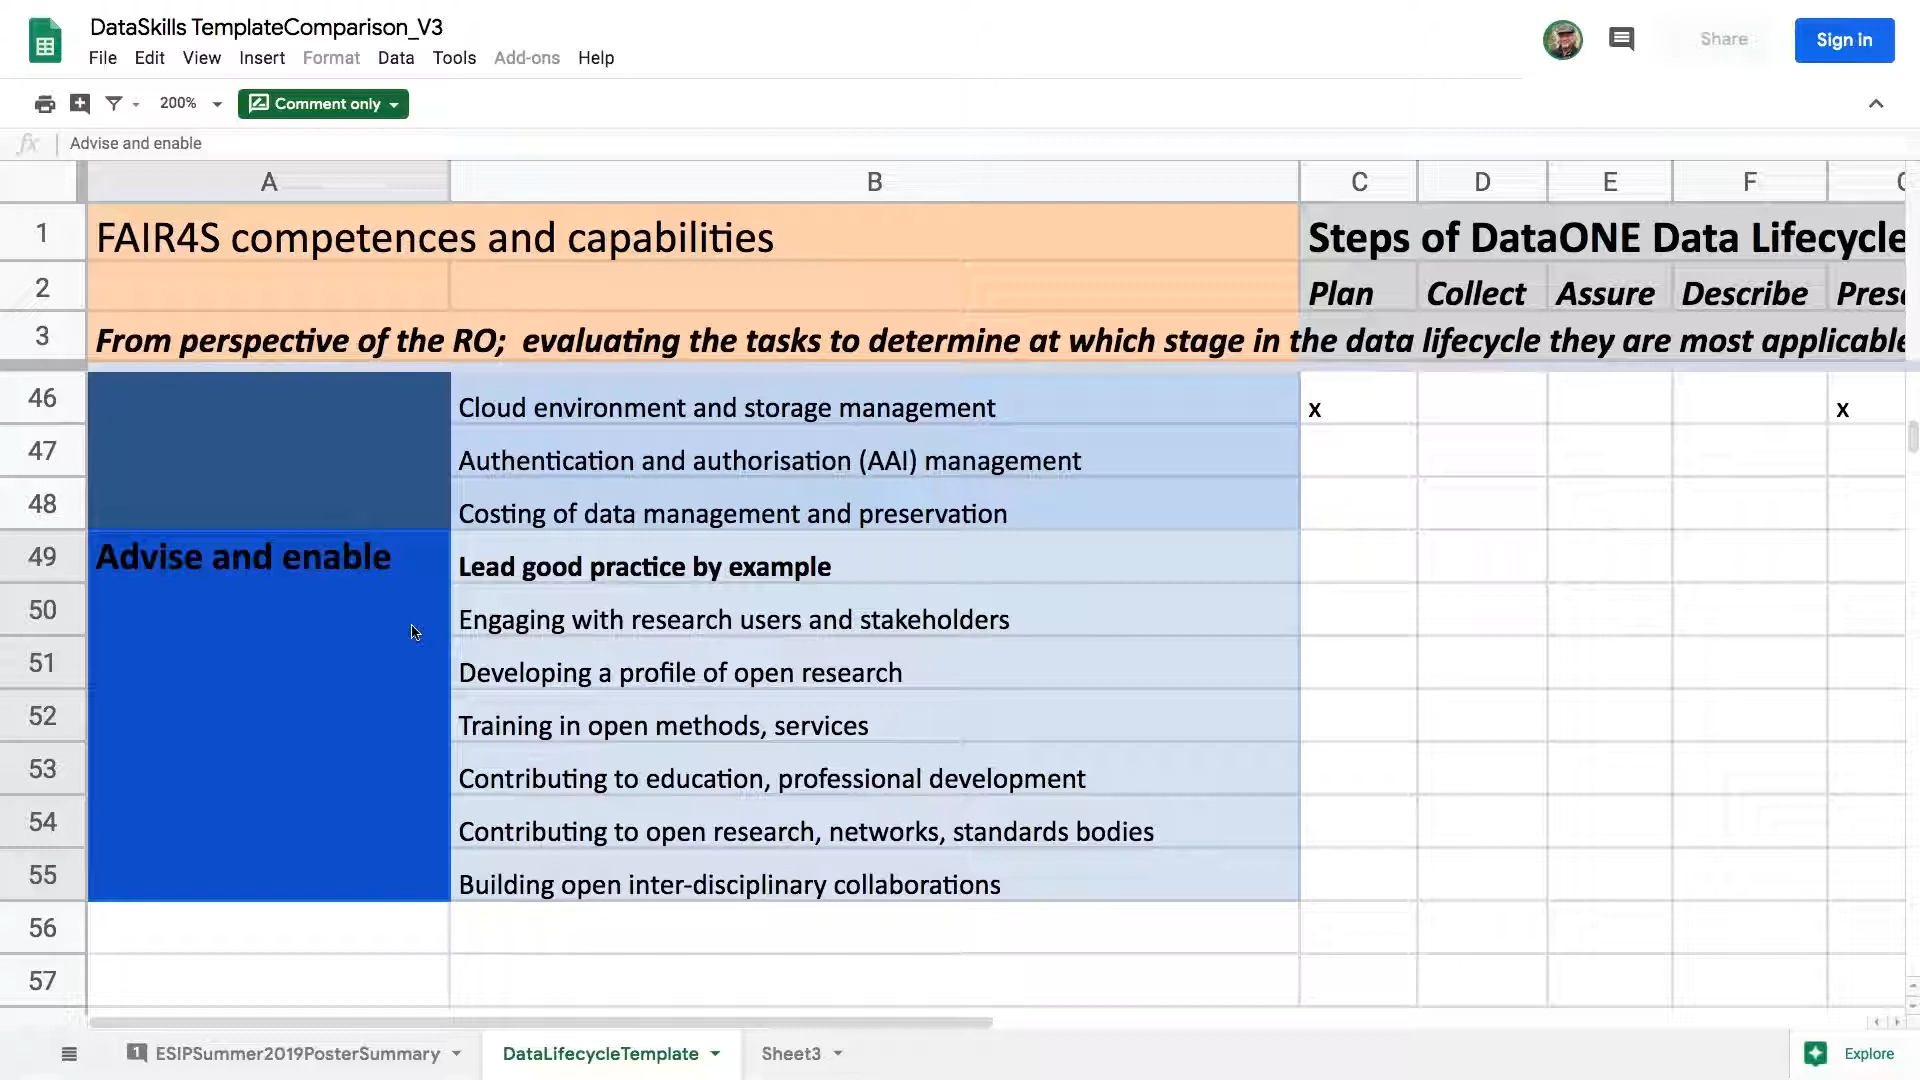 DataSkills TemplateComparison_V3
File Edit View Insert Format Data Tools Add-ons Help
Share
Sign in
200%
Comment only
fx
Advise and enable
A B C D E F
1 FAIR4S competences and capabilities Steps of DataONE Data Lifecycle
2 Plan Collect Assure Describe
3 From perspective of the RO; evaluating the tasks to determine at which stage in the data lifecycle they are most applicable
46 Cloud environment and storage management x x
47 Authentication and authorisation (AAI) management
48 Costing of data management and preservation
49 Advise and enable Lead good practice by example
50 Engaging with research users and stakeholders
51 Developing a profile of open research
52 Training in open methods, services
53 Contributing to education, professional development
54 Contributing to open research, networks, standards bodies
55 Building open inter-disciplinary collaborations
56
57
1 ESIPSummer2019PosterSummary DataLifecycleTemplate Sheet3 Explore